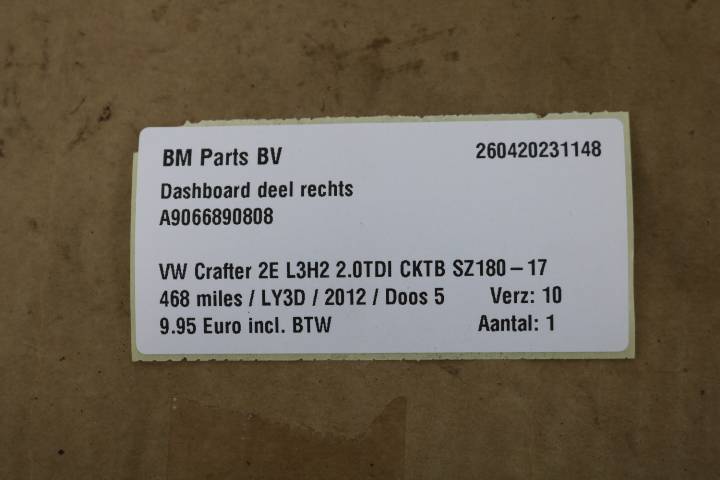 BM Parts BV 260420231148
Dashboard deel rechts
A9066890808
VW Crafter 2E L3H2 2.0TDI CKTB SZ180-17
468 miles / LY3D / 2012 / Doos 5 Verz: 10
9.95 Euro incl. BTW Aantal: 1